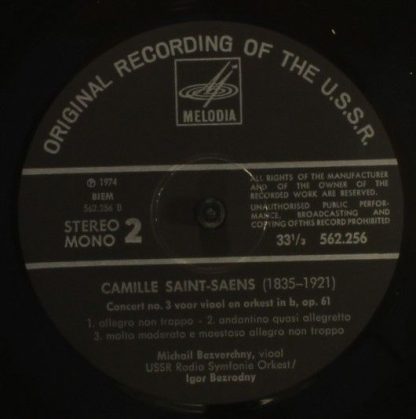 ORIGINAL RECORDING OF THE U.S.S.R.
MELODIA
℗ 1974
BIEM
562.256 B
STEREO
MONO 2
ALL RIGHTS OF THE MANUFACTURER
AND OF THE OWNER OF THE
RECORDED WORK ARE RESERVED.
UNAUTHORISED PUBLIC PERFOR-
MANCE, BROADCASTING AND
COPYING OF THIS RECORD PROHIBITED
33 1/3 562.256
CAMILLE SAINT-SAENS (1835-1921)
Concert no. 3 voor viool en orkest in b, op. 61
1. allegro non troppo - 2. andantino quasi allegretto
3. molto moderato e maestoso allegro non troppo
Michail Bezverchny, viool
USSR Radio Symfonie Orkest/
Igor Bezrodny